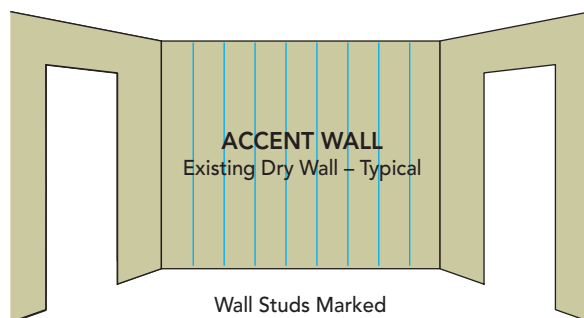 ACCENT WALL
Existing Dry Wall – Typical
Wall Studs Marked